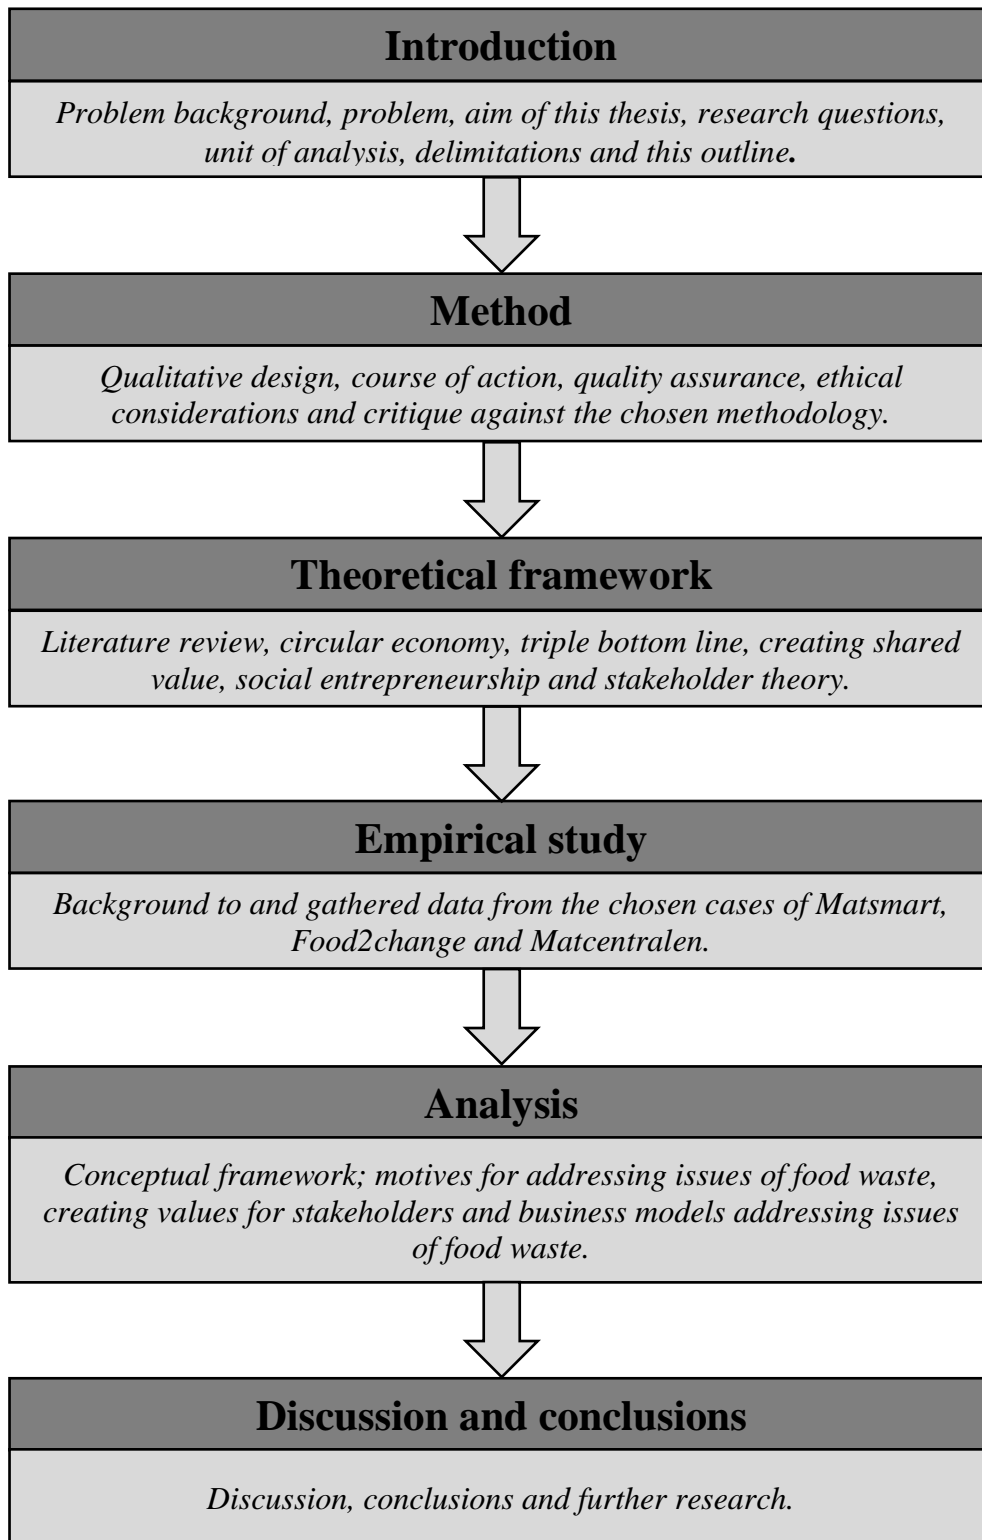 Introduction
Problem background, problem, aim of this thesis, research questions,
unit of analysis, delimitations and this outline.
Method
Qualitative design, course of action, quality assurance, ethical
considerations and critique against the chosen methodology.
Theoretical framework
Literature review, circular economy, triple bottom line, creating shared
value, social entrepreneurship and stakeholder theory.
Empirical study
Background to and gathered data from the chosen cases of Matsmart,
Food2change and Matcentralen.
Analysis
Conceptual framework; motives for addressing issues of food waste,
creating values for stakeholders and business models addressing issues
of food waste.
Discussion and conclusions
Discussion, conclusions and further research.